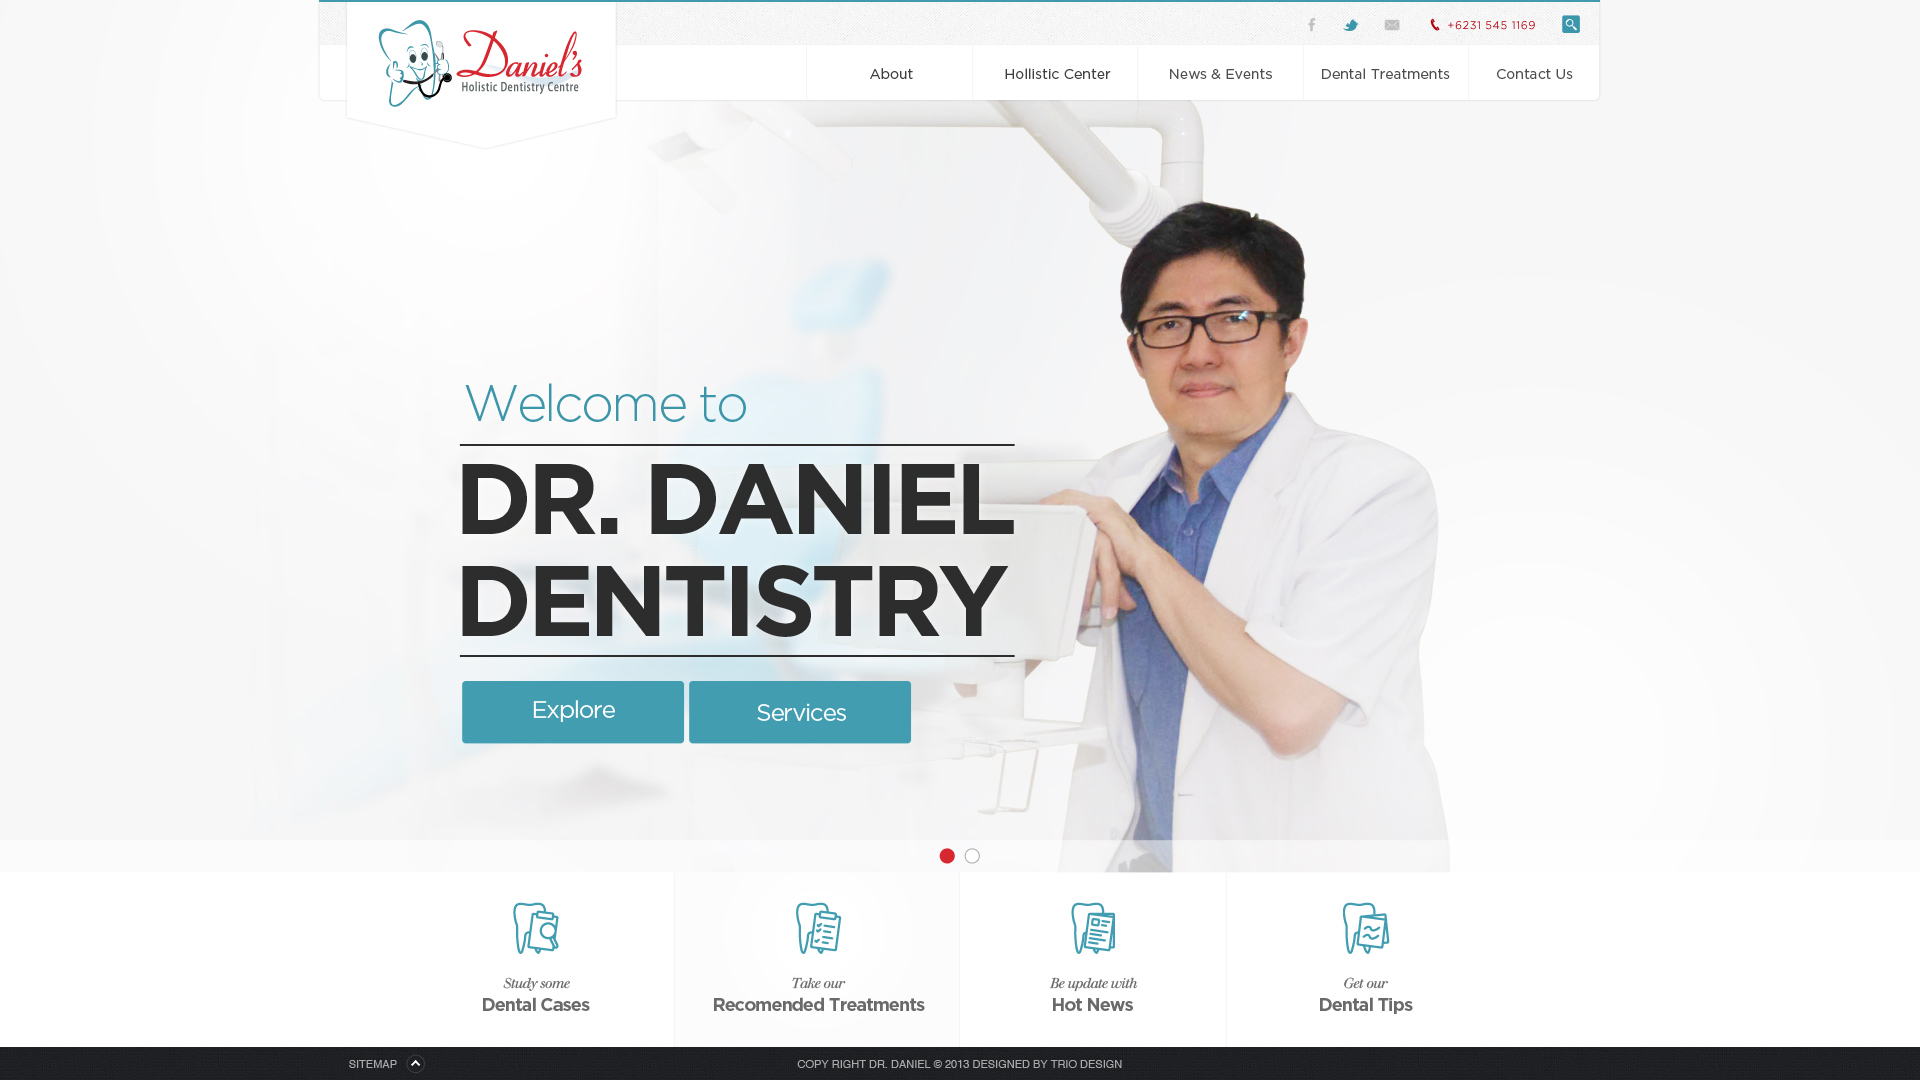 +6231 545 1169
Daniel's
Holistic Dentistry Centre
About
Hollistic Center
News & Events
Dental Treatments
Contact Us
Welcome to
DR. DANIEL
DENTISTRY
Explore
Services
Study some
Dental Cases
Take our
Recomended Treatments
Be update with
Hot News
Get our
Dental Tips
SITEMAP
COPY RIGHT DR. DANIEL © 2013 DESIGNED BY TRIO DESIGN